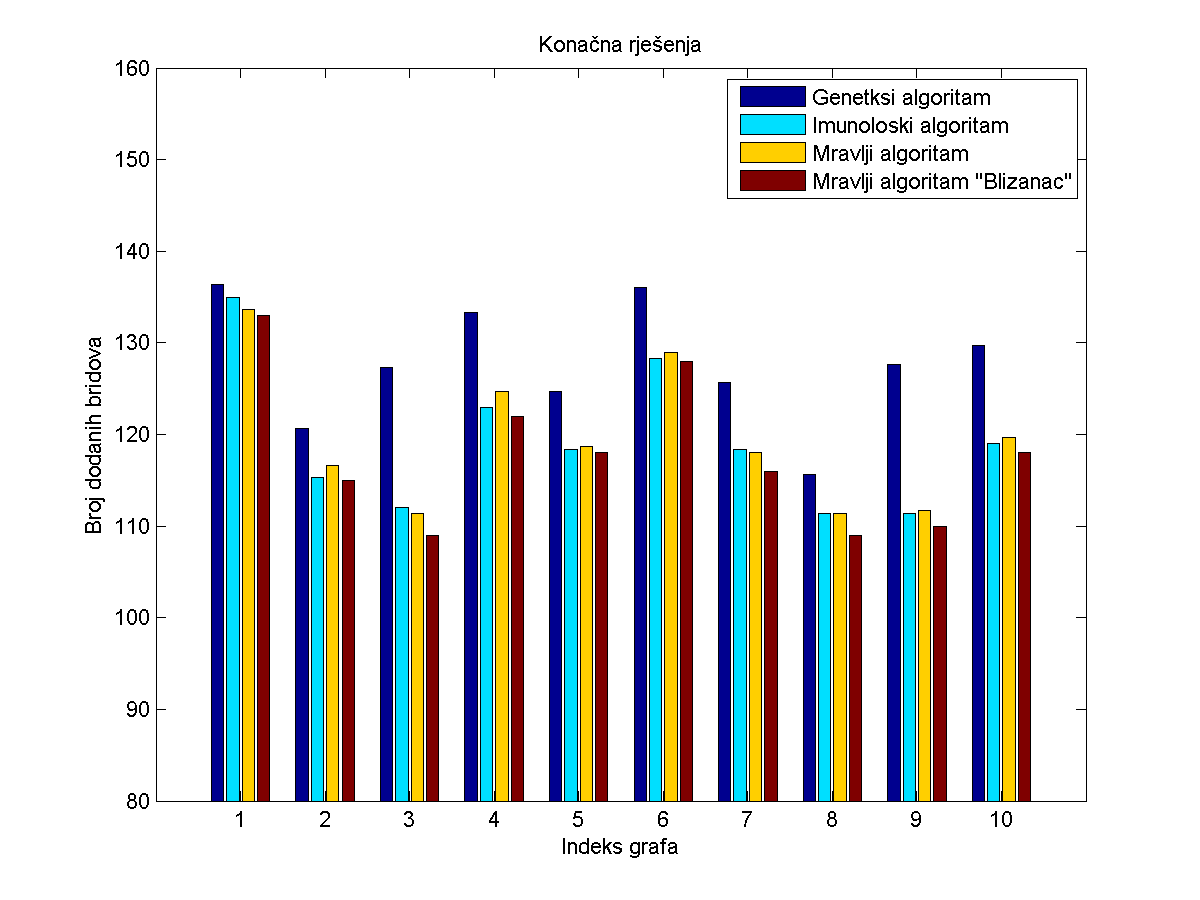 Konačna rješenja
160
150
140
130
120
110
100
90
80
Broj dodanih bridova
Genetksi algoritam
Imunoloski algoritam
Mravlji algoritam
Mravlji algoritam "Blizanac"
1 2 3 4 5 6 7 8 9 10
Indeks grafa